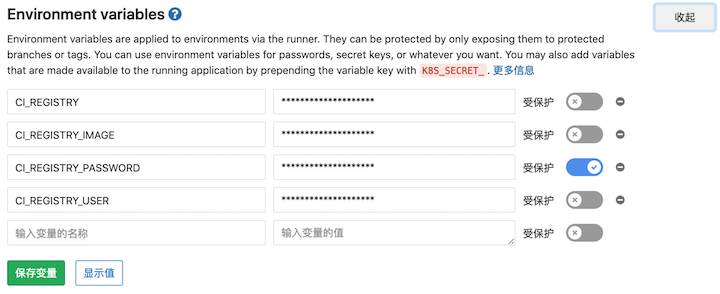 Environment variables
收起
Environment variables are applied to environments via the runner. They can be protected by only exposing them to protected
branches or tags. You can use environment variables for passwords, secret keys, or whatever you want. You may also add variables
that are made available to the running application by prepending the variable key with K8S_SECRET_. 更多信息
CI_REGISTRY ******************** 受保护
CI_REGISTRY_IMAGE ******************** 受保护
CI_REGISTRY_PASSWORD ******************** 受保护
CI_REGISTRY_USER ******************** 受保护
输入变量的名称 输入变量的值 受保护
保存变量 显示值